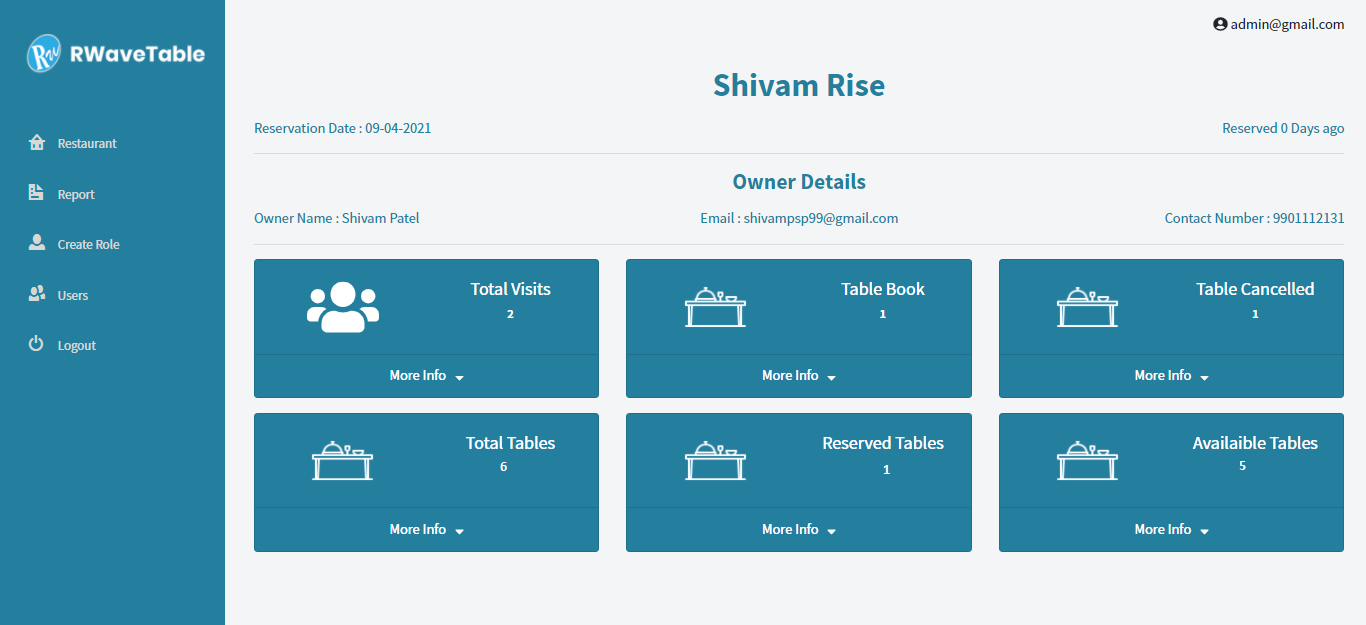 admin@gmail.com
Rw RWaveTable
Shivam Rise
Reservation Date : 09-04-2021
Reserved 0 Days ago
Restaurant
Report
Create Role
Users
Logout
Owner Details
Owner Name : Shivam Patel
Email : shivampsp99@gmail.com
Contact Number : 9901112131
Total Visits
2
More Info
Table Book
1
More Info
Table Cancelled
1
More Info
Total Tables
6
More Info
Reserved Tables
1
More Info
Availaible Tables
5
More Info